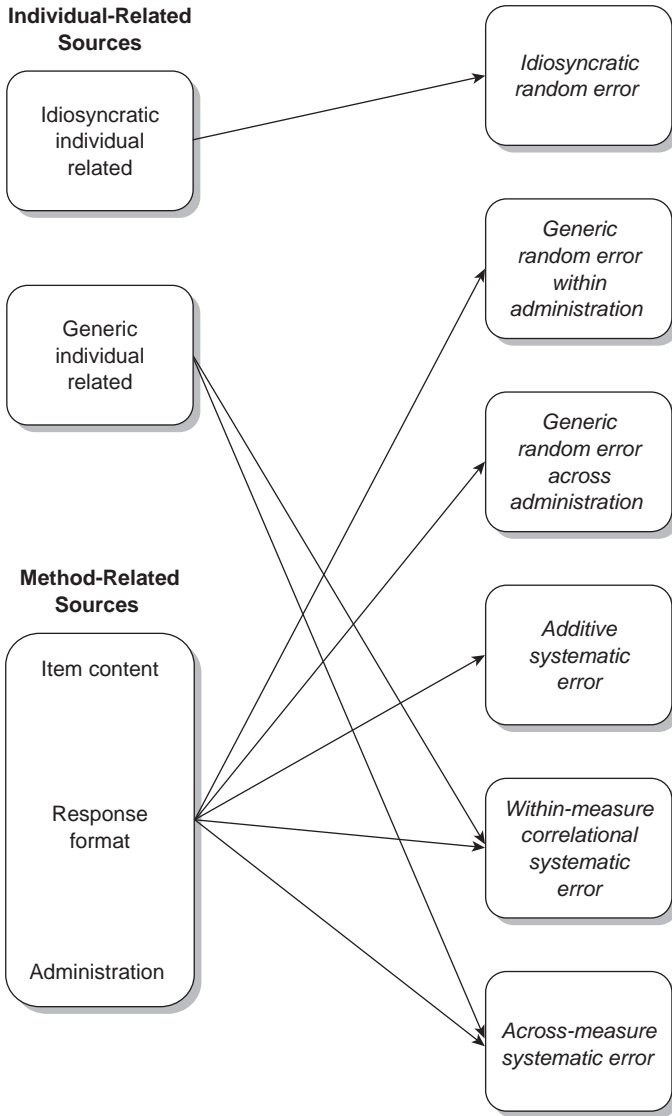 Individual-Related
Sources
Idiosyncratic
individual
related
Generic
individual
related
Method-Related
Sources
Item content
Response
format
Administration
Idiosyncratic
random error
Generic
random error
within
administration
Generic
random error
across
administration
Additive
systematic
error
Within-measure
correlational
systematic
error
Across-measure
systematic error